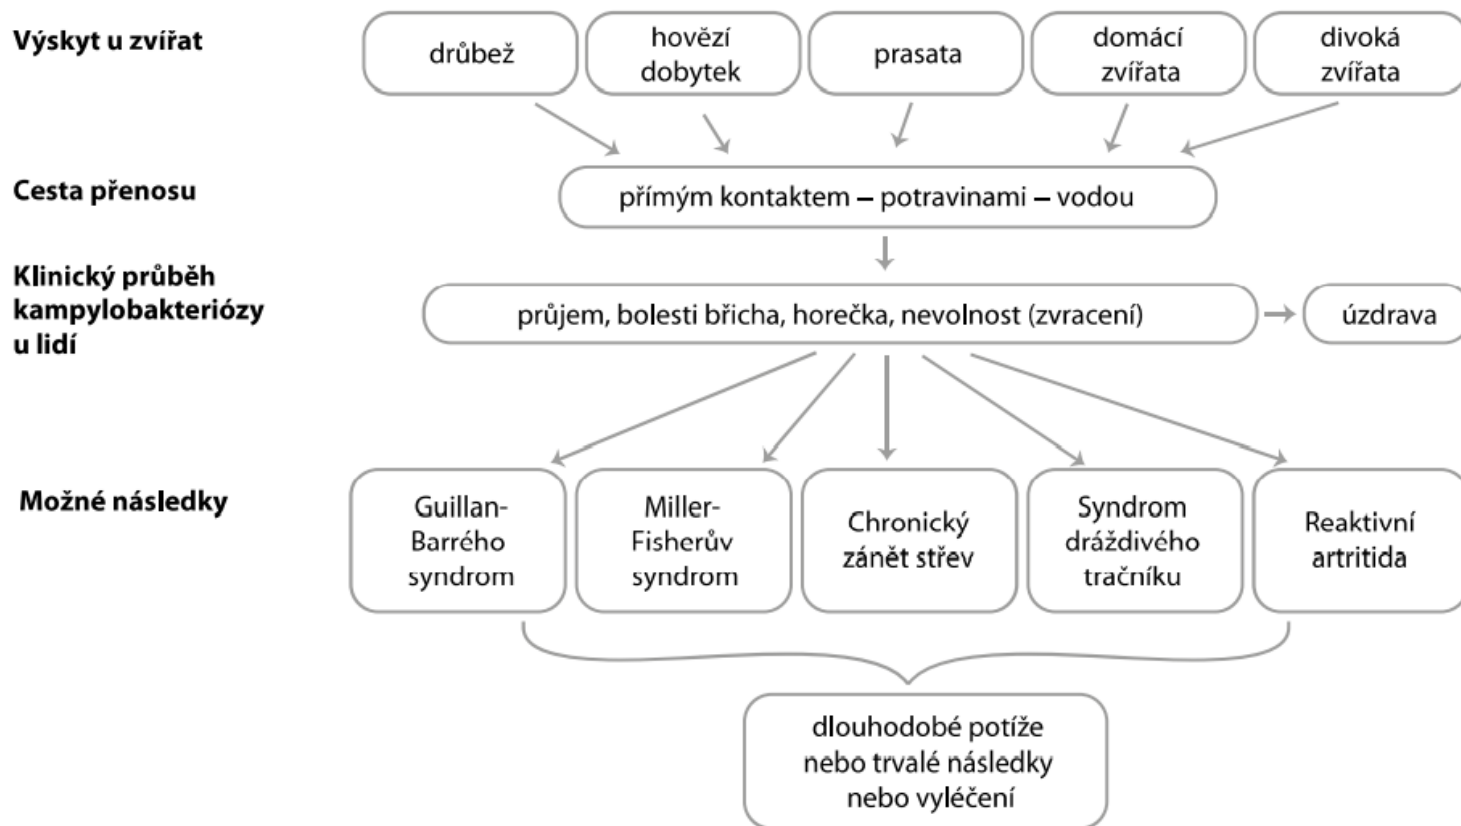 Výskyt u zvířat
drůbež
hovězí
dobytek
prasata
domácí
zvířata
divoká
zvířata
Cesta přenosu
přímým kontaktem – potravinami – vodou
Klinický průběh
kampylobakteriózy
u lidí
průjem, bolesti břicha, horečka, nevolnost (zvracení)
úzdrava
Možné následky
Guillan-
Barrého
syndrom
Miller-
Fisherův
syndrom
Chronický
zánět střev
Syndrom
dráždivého
tračníku
Reaktivní
artritida
dlouhodobé potíže
nebo trvalé následky
nebo vyléčení